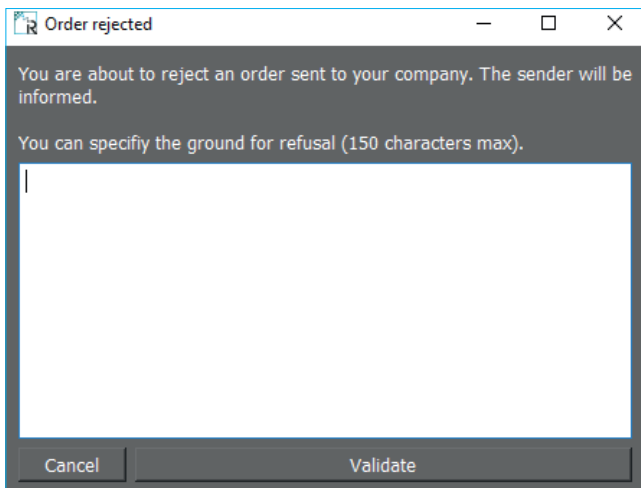 Order rejected
You are about to reject an order sent to your company. The sender will be
informed.
You can specifiy the ground for refusal (150 characters max).
Cancel
Validate